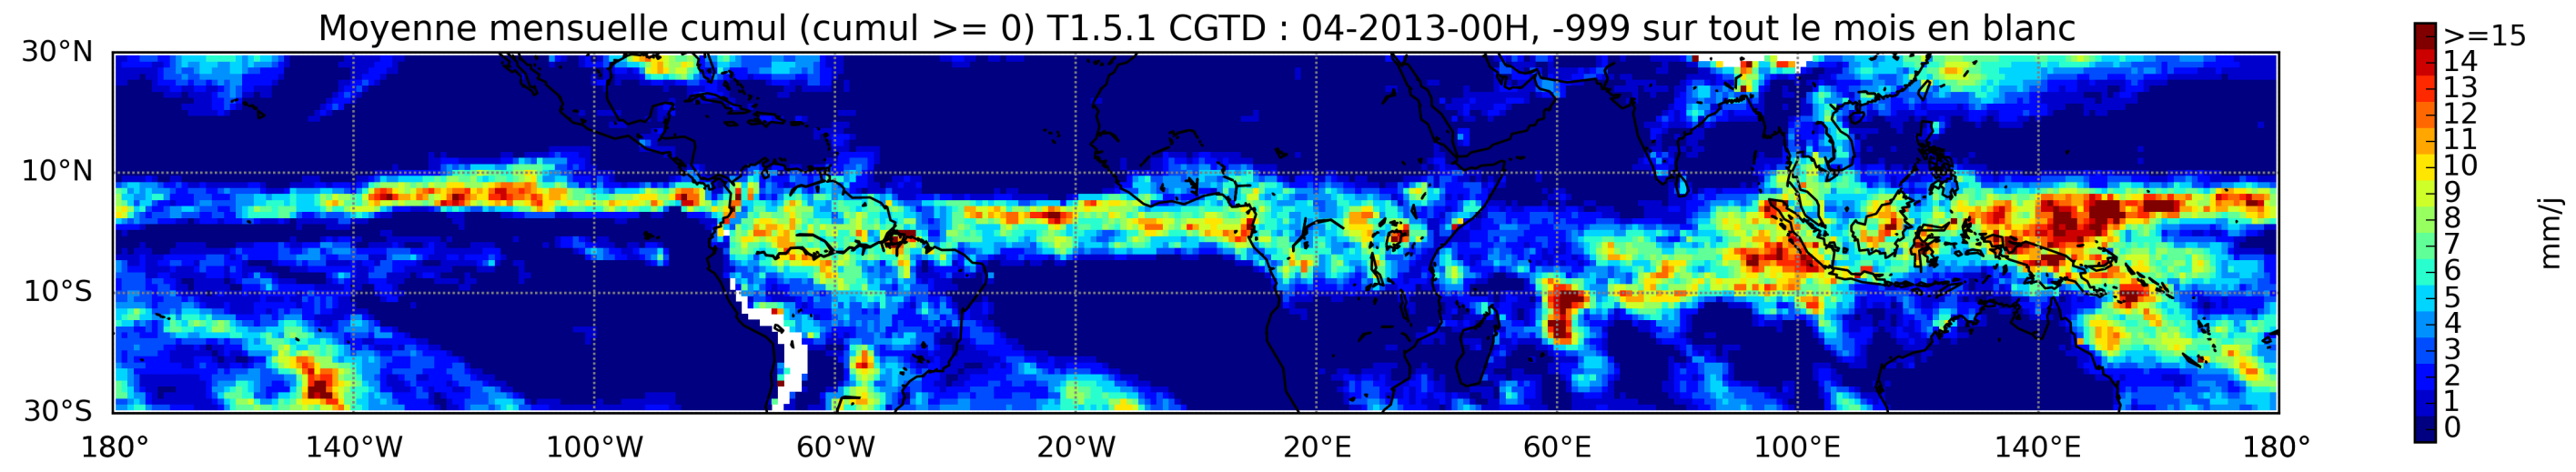 Moyenne mensuelle cumul (cumul >= 0) T1.5.1 CGTD : 04-2013-00H, -999 sur tout le mois en blanc
30°N
10°N
10°S
30°S
180°
140°W
100°W
60°W
20°W
20°E
60°E
100°E
140°E
180°
>=15
14
13
12
11
10
9
8
7
6
5
4
3
2
1
0
mm/j